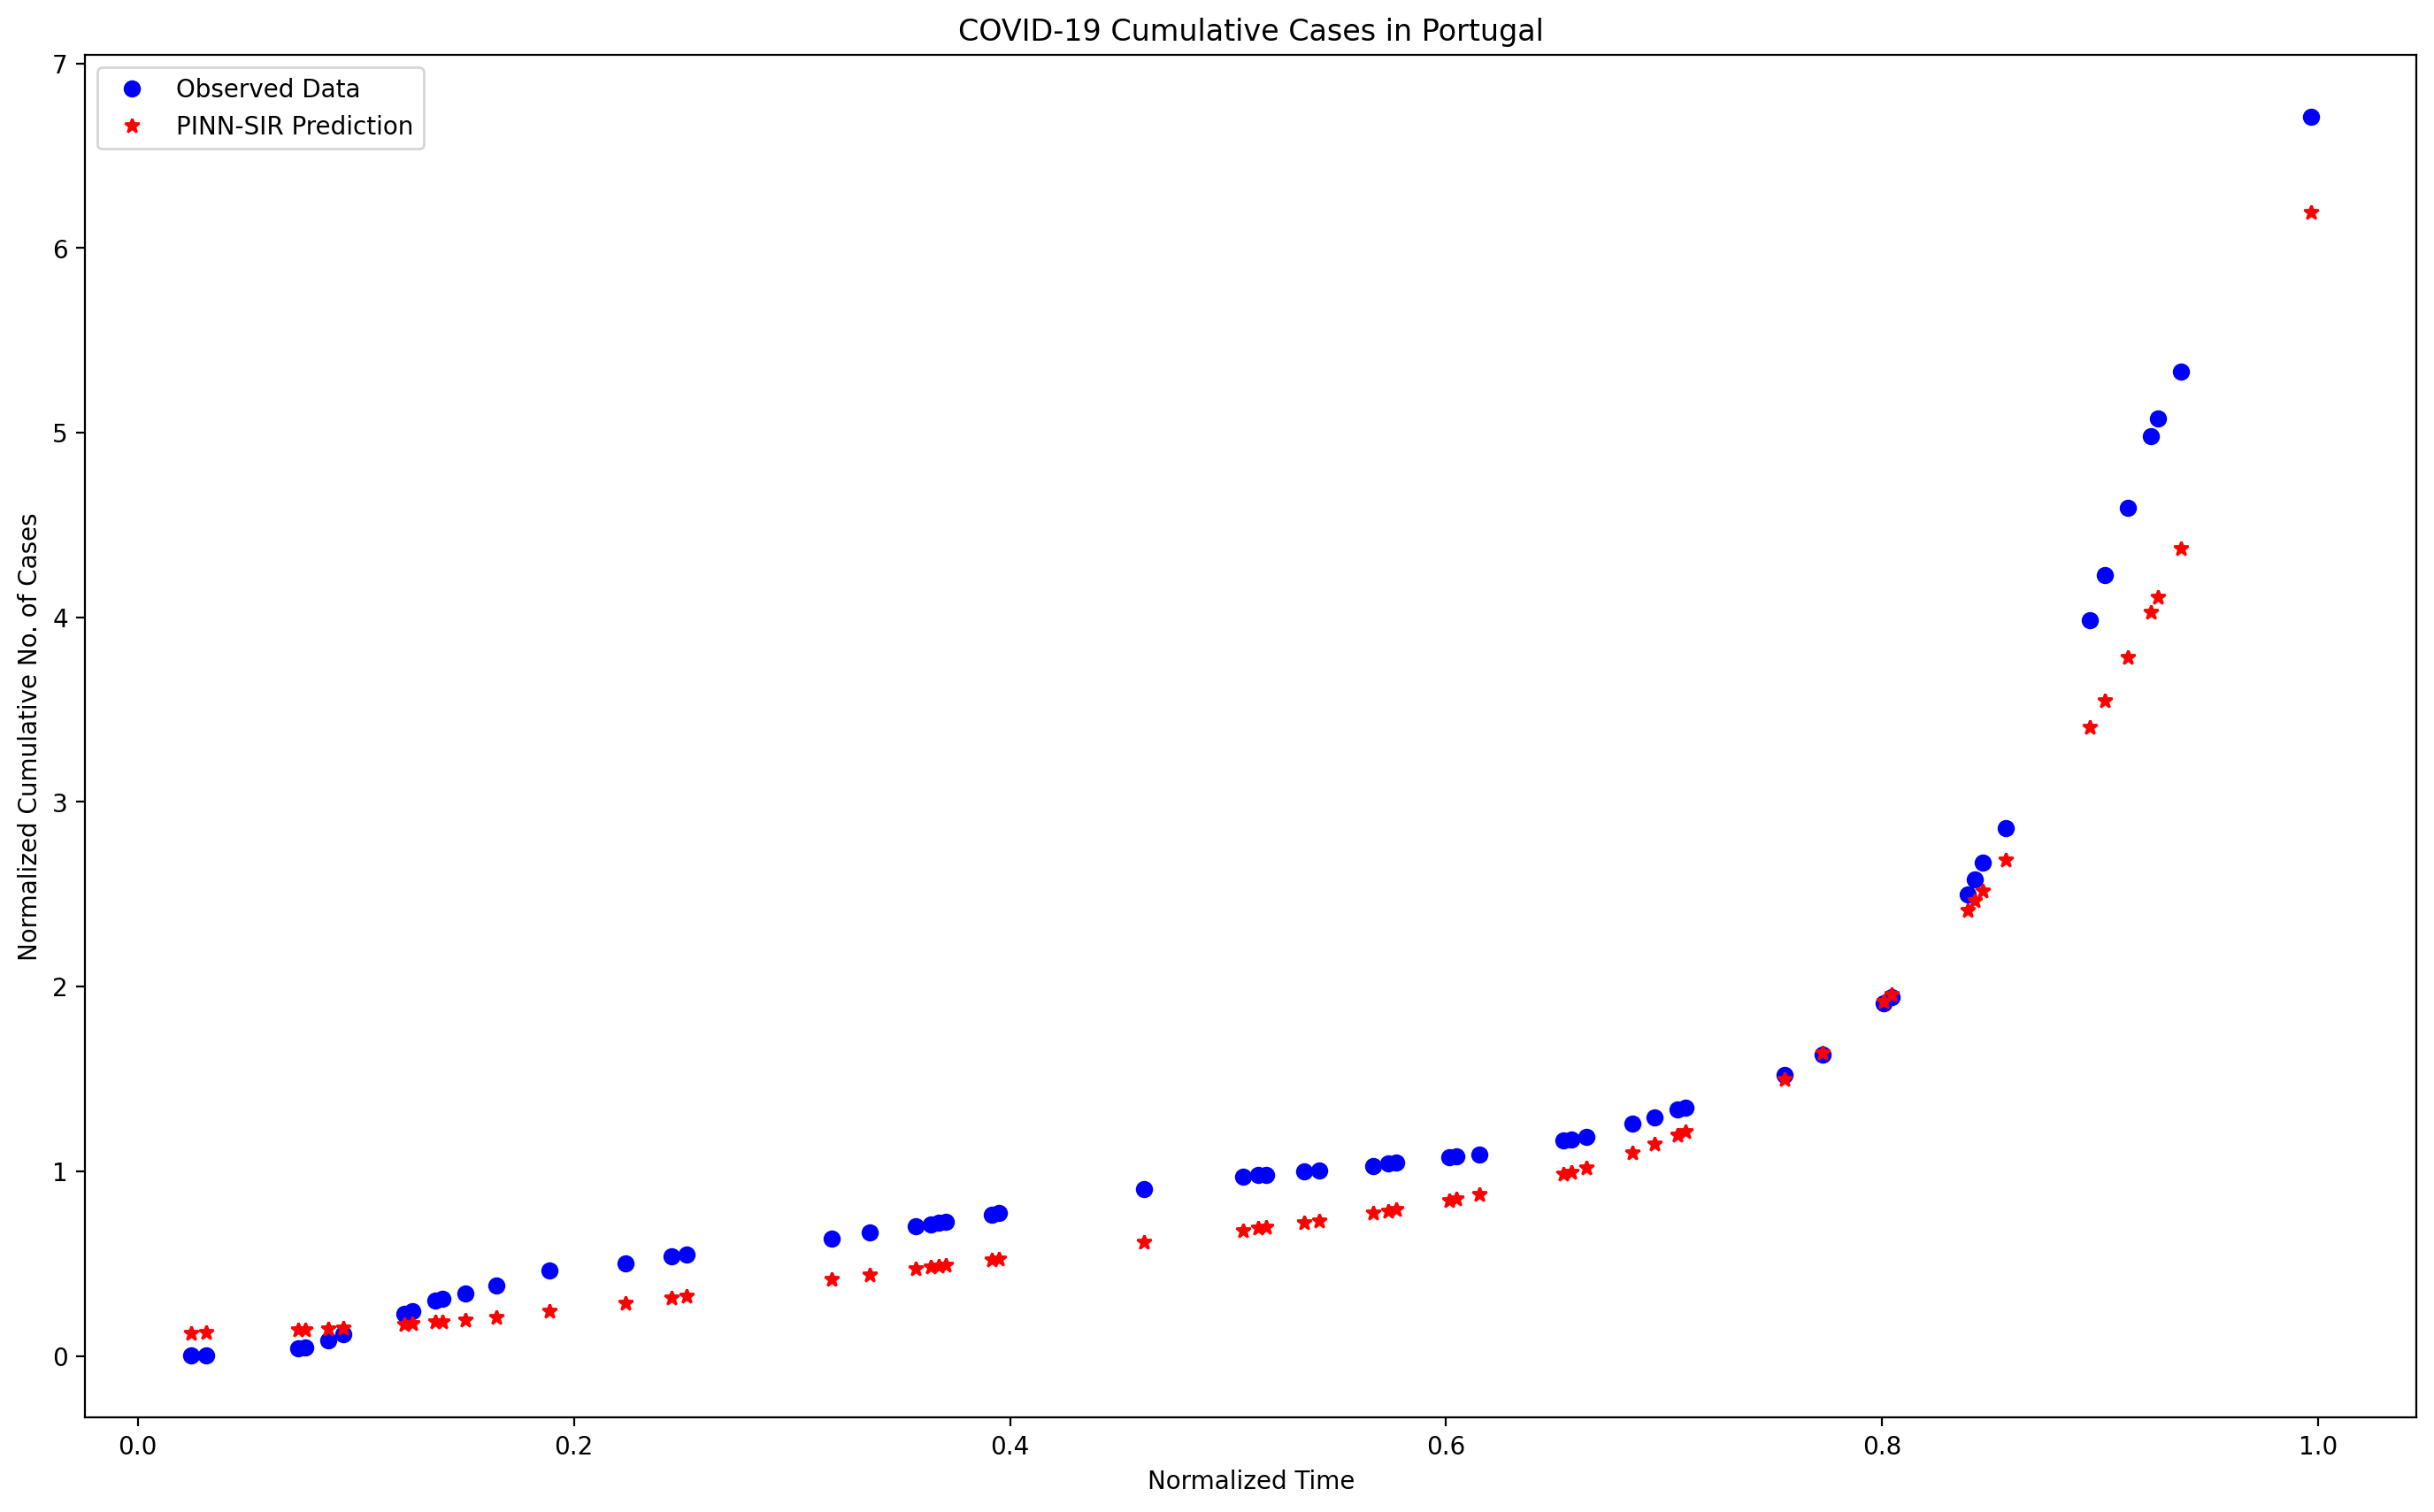 COVID-19 Cumulative Cases in Portugal
Observed Data
PINN-SIR Prediction
7
6
5
4
3
2
1
0
Normalized Cumulative No. of Cases
0.0 0.2 0.4 0.6 0.8 1.0
Normalized Time